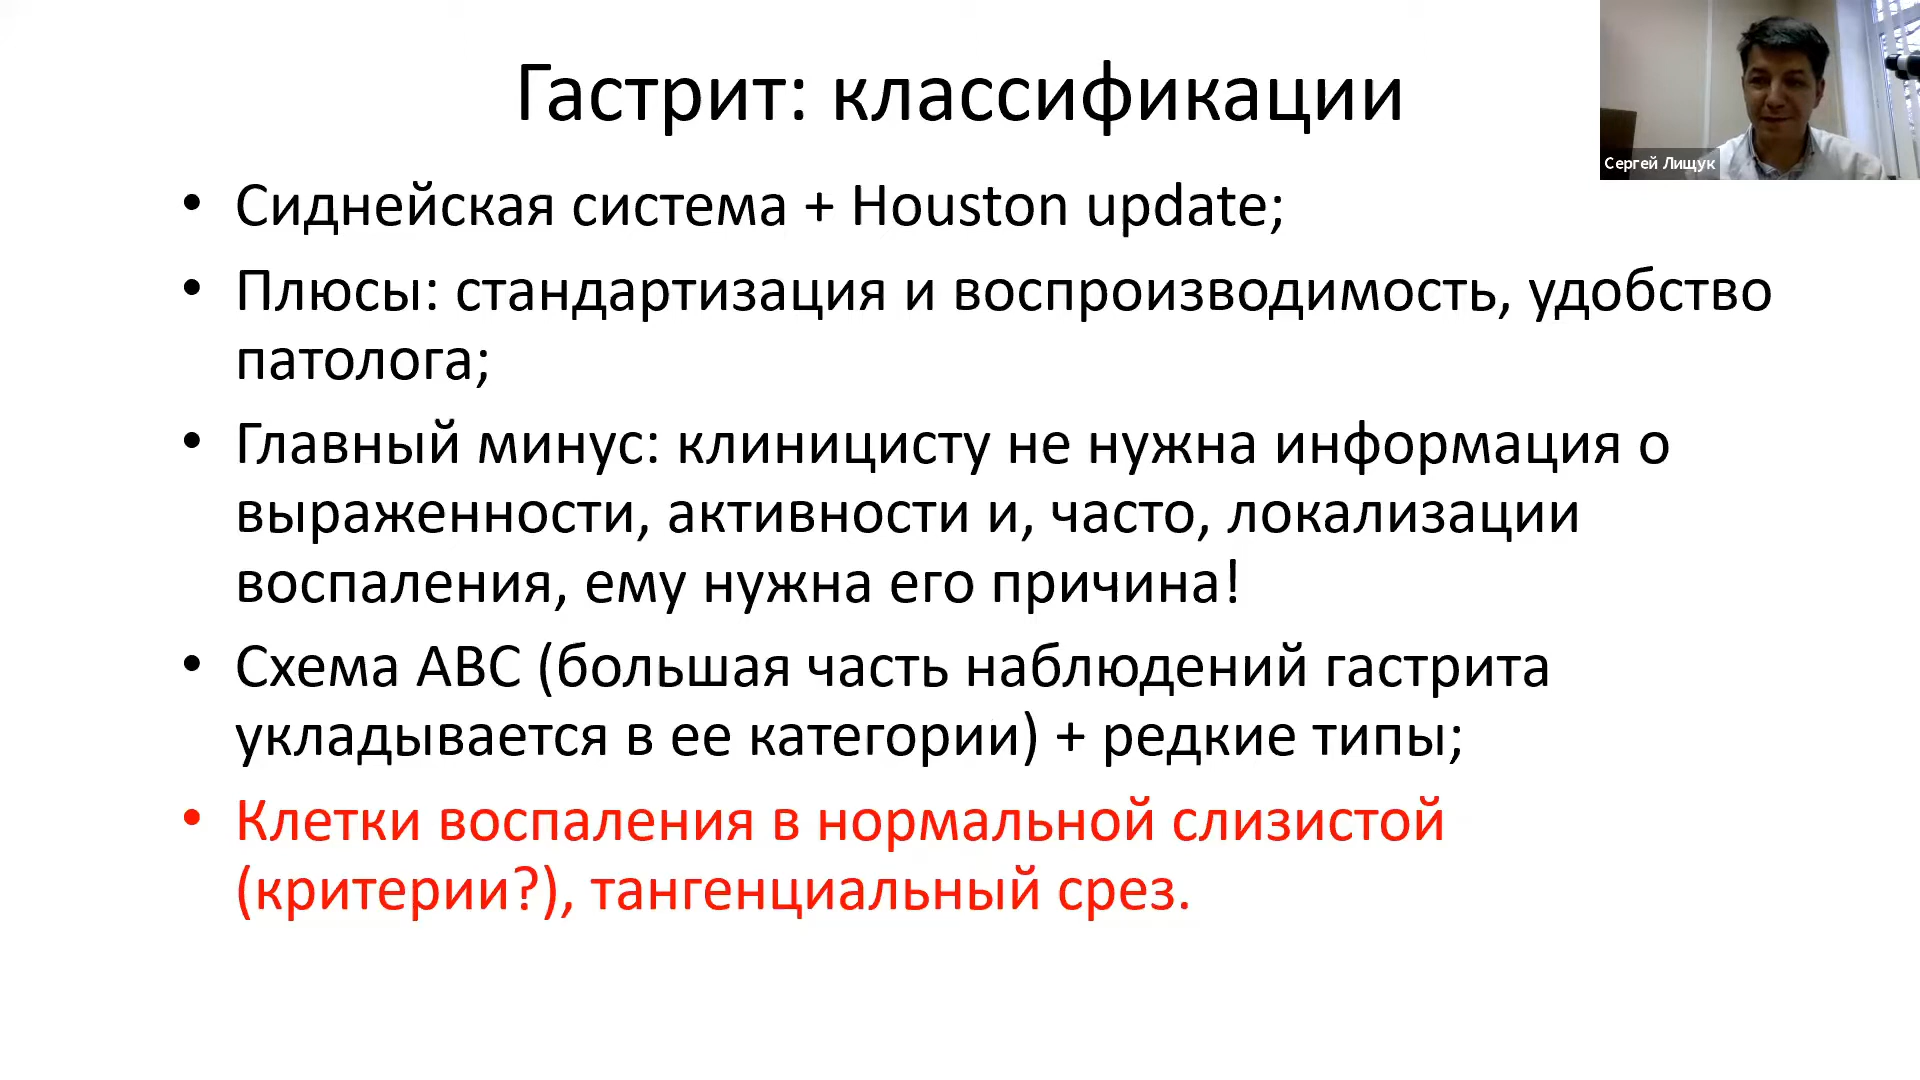 Гастрит: классификации
Сергей Лищук
• Сиднейская система + Houston update;
• Плюсы: стандартизация и воспроизводимость, удобство
патолога;
• Главный минус: клиницисту не нужна информация о
выраженности, активности и, часто, локализации
воспаления, ему нужна его причина!
• Схема ABC (большая часть наблюдений гастрита
укладывается в ее категории) + редкие типы;
• Клетки воспаления в нормальной слизистой
(критерии?), тангенциальный срез.